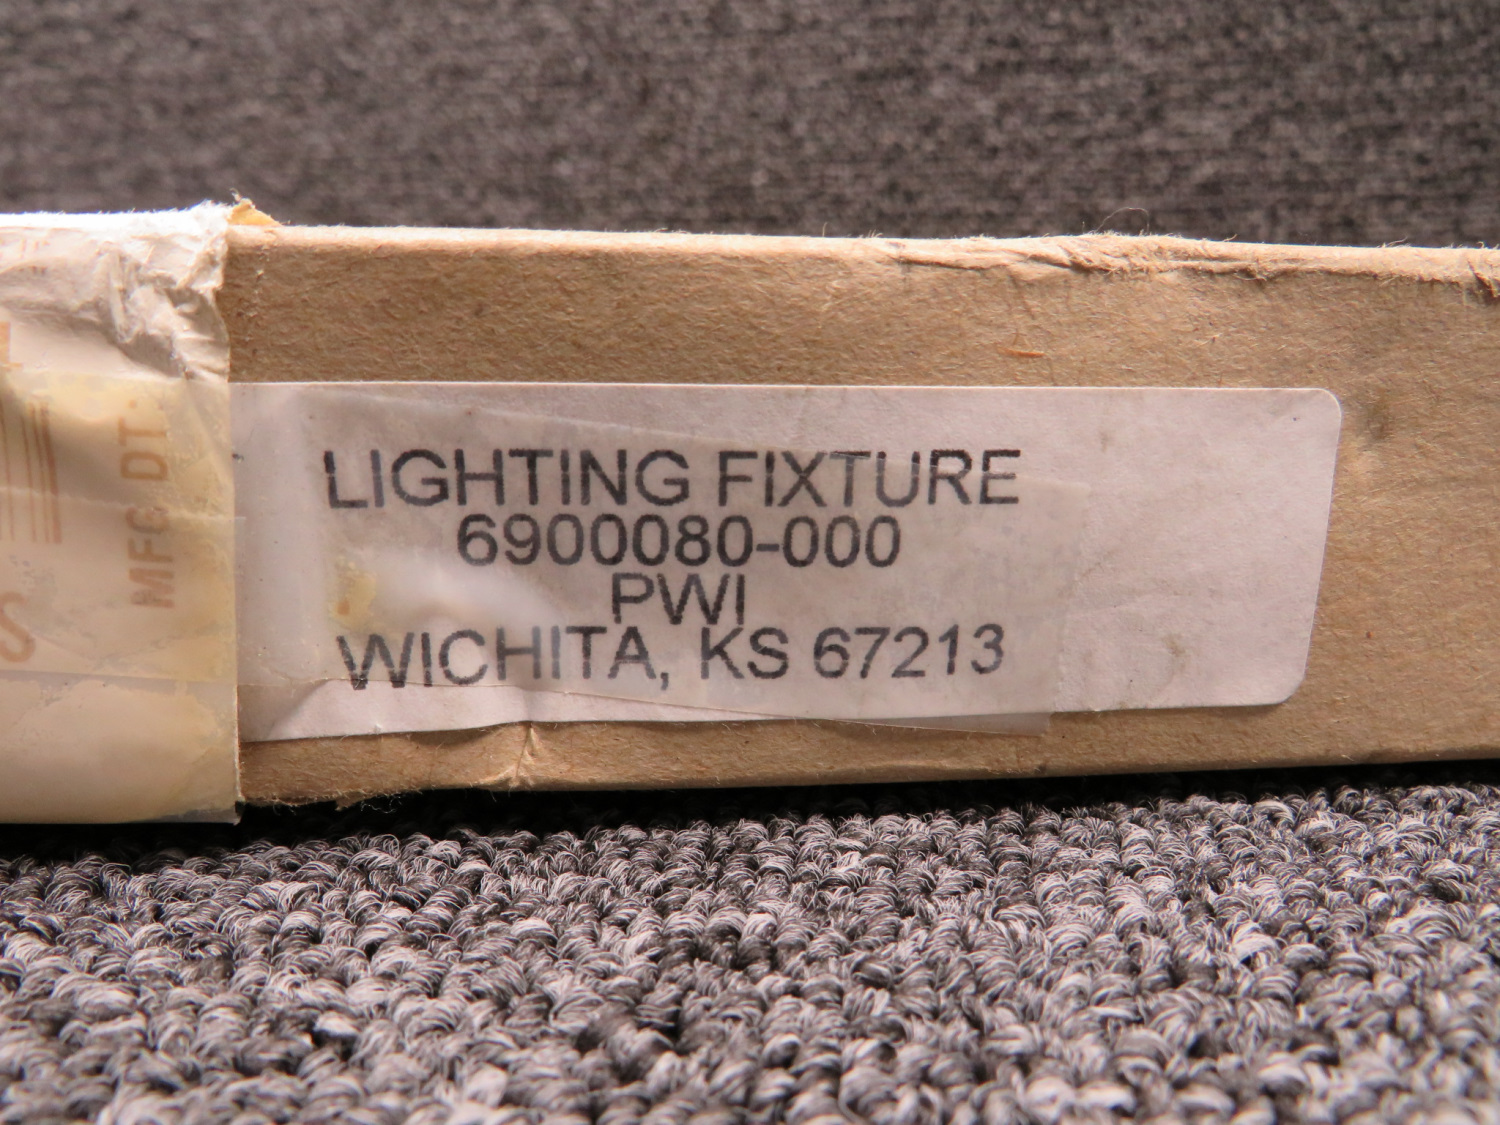 LIGHTING FIXTURE
6900080-000
PWI
WICHITA, KS 67213
MFG DT.
S